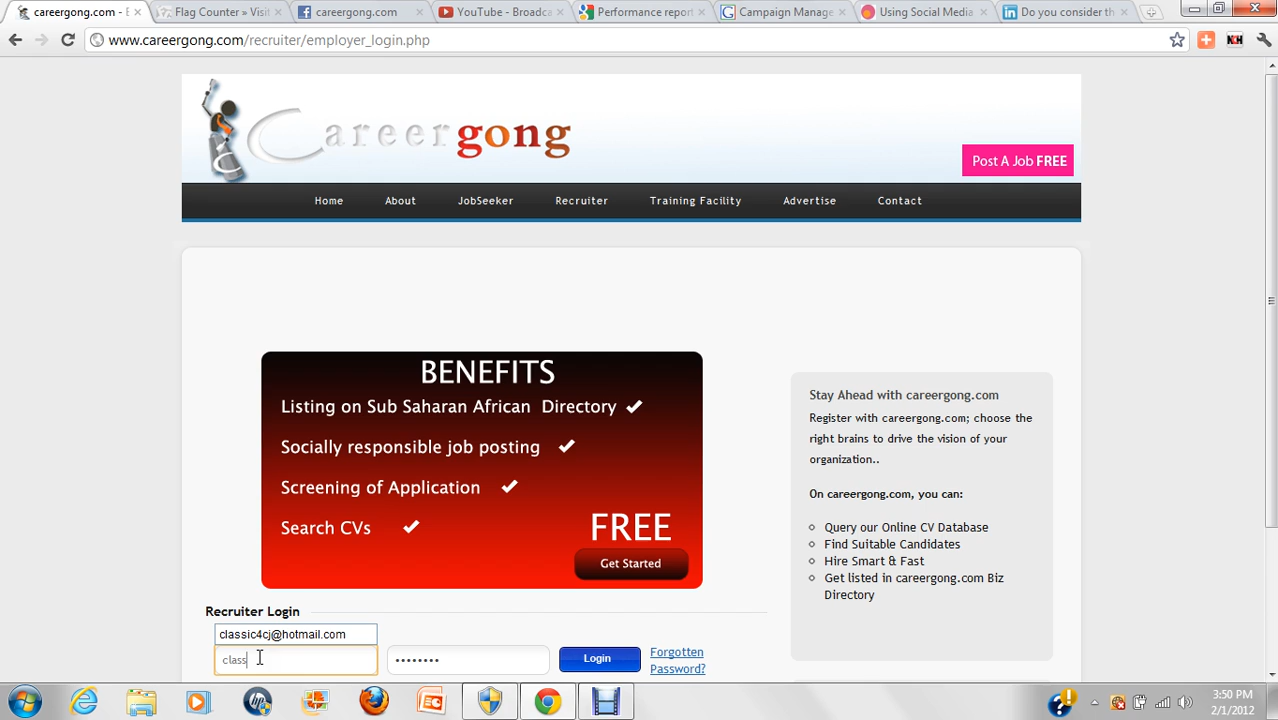 careergong.com - E
Flag Counter » Visit
careergong.com
YouTube - Broadca
Performance report
Campaign Manage
Using Social Media
Do you consider th
www.careergong.com/recruiter/employer_login.php
Careergong
Post A Job FREE
Home About JobSeeker Recruiter Training Facility Advertise Contact
BENEFITS
Listing on Sub Saharan African Directory
Socially responsible job posting
Screening of Application
Search CVs
FREE
Get Started
Stay Ahead with careergong.com
Register with careergong.com; choose the
right brains to drive the vision of your
organization..
On careergong.com, you can:
Query our Online CV Database
Find Suitable Candidates
Hire Smart & Fast
Get listed in careergong.com Biz
Directory
Recruiter Login
classic4cj@hotmail.com
class
••••••••
Login
Forgotten
Password?
3:50 PM
2/1/2012